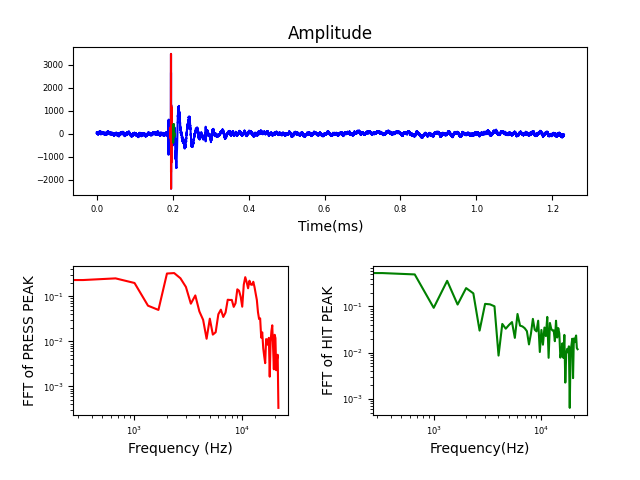 Amplitude
3000
2000
1000
0
−1000
−2000
0.0 0.2 0.4 0.6 0.8 1.0 1.2
Time(ms)
FFT of PRESS PEAK
10⁻¹
10⁻²
10⁻³
10³ 10⁴
Frequency (Hz)
FFT of HIT PEAK
10⁻¹
10⁻²
10⁻³
10³ 10⁴
Frequency(Hz)